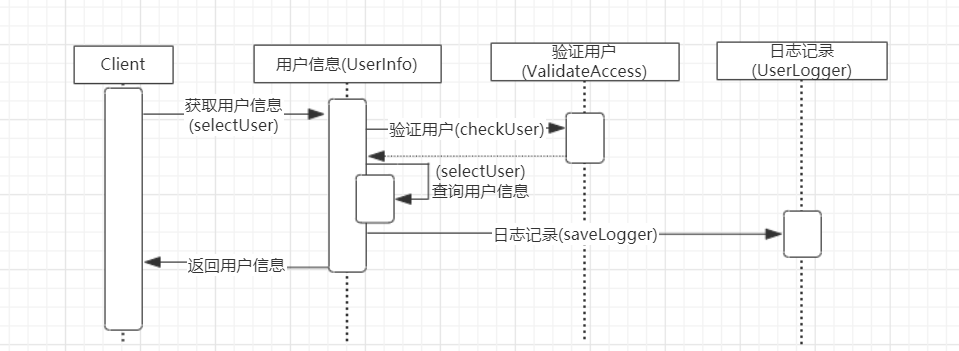 Client
用户信息(UserInfo)
验证用户
(ValidateAccess)
日志记录
(UserLogger)
获取用户信息
(selectUser)
验证用户(checkUser)
(selectUser)
查询用户信息
日志记录(saveLogger)
返回用户信息